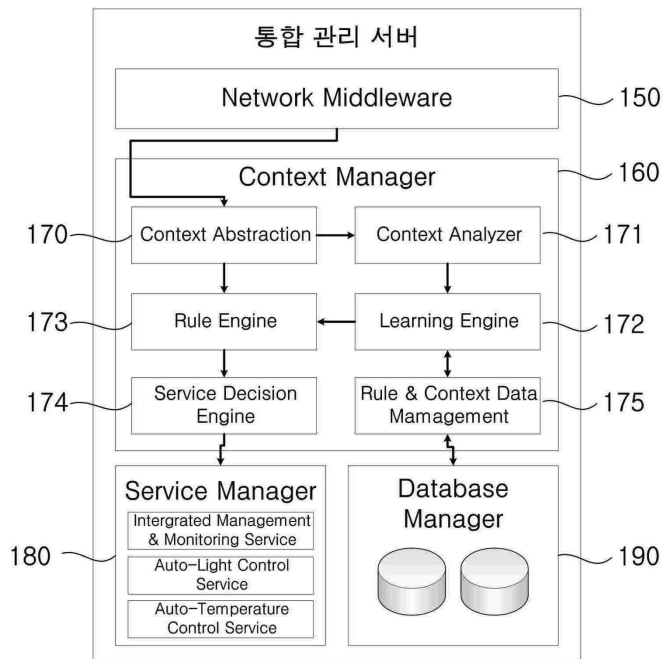 통합 관리 서버
Network Middleware
150
Context Manager
160
170
Context Abstraction
Context Analyzer
171
173
Rule Engine
Learning Engine
172
174
Service Decision
Engine
Rule & Context Data
Mamagement
175
Service Manager
Intergrated Management
& Monitoring Service
Auto-Light Control
Service
Auto-Temperature
Control Service
180
Database
Manager
190